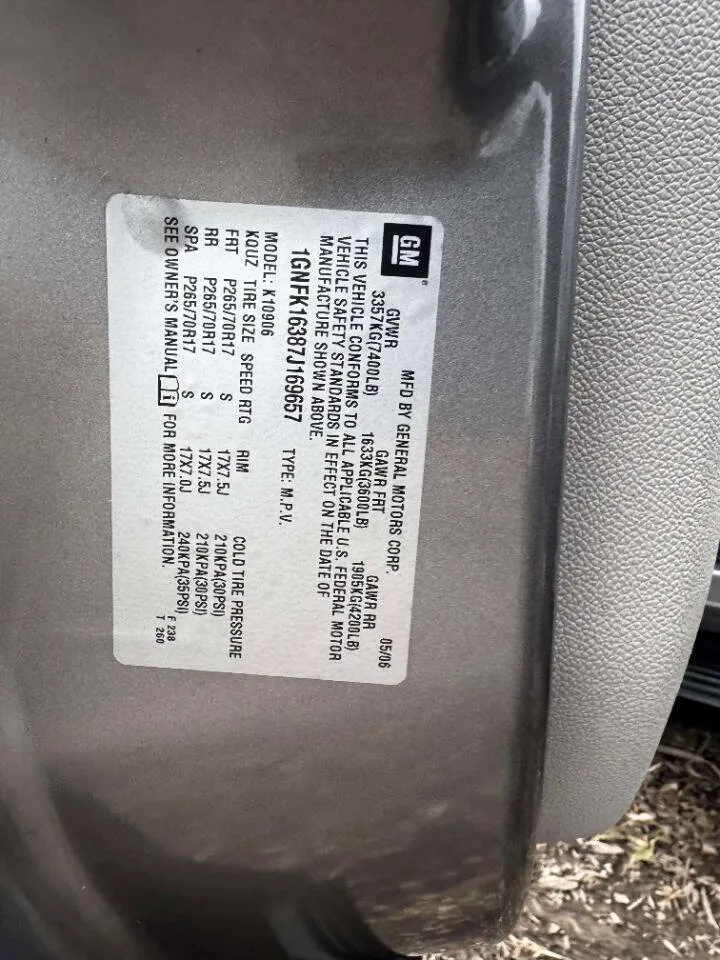 GM®
MFD BY GENERAL MOTORS CORP. 05/06
GVWR GAWR FRT GAWR RR
3357KG(7400LB) 1633KG(3600LB) 1905KG(4200LB)
THIS VEHICLE CONFORMS TO ALL APPLICABLE U.S. FEDERAL MOTOR
VEHICLE SAFETY STANDARDS IN EFFECT ON THE DATE OF
MANUFACTURE SHOWN ABOVE.
1GNFK16387J169657 TYPE: M.P.V.
MODEL: K10906
KQUZ TIRE SIZE SPEED RTG RIM COLD TIRE PRESSURE
FRT P265/70R17 S 17X7.5J 210KPA(30PSI)
RR P265/70R17 S 17X7.5J 210KPA(30PSI)
SPA P265/70R17 S 17X7.0J 240KPA(35PSI)
SEE OWNER'S MANUAL i FOR MORE INFORMATION.
F 238
T 260